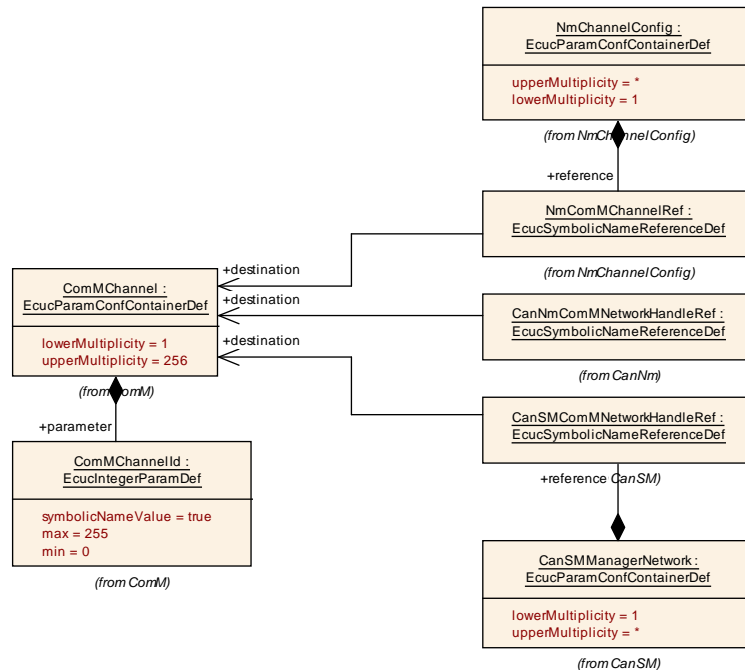 NmChannelConfig :
EcucParamConfContainerDef
upperMultiplicity = *
lowerMultiplicity = 1
(from NmChannelConfig)
+reference
NmComMChannelRef :
EcucSymbolicNameReferenceDef
(from NmChannelConfig)
+destination
ComMChannel :
EcucParamConfContainerDef
lowerMultiplicity = 1
upperMultiplicity = 256
(from ComM)
+destination
CanNmComMNetworkHandleRef :
EcucSymbolicNameReferenceDef
(from CanNm)
+destination
CanSMComMNetworkHandleRef :
EcucSymbolicNameReferenceDef
+reference CanSM)
+parameter
ComMChannelId :
EcucIntegerParamDef
symbolicNameValue = true
max = 255
min = 0
(from ComM)
CanSMManagerNetwork :
EcucParamConfContainerDef
lowerMultiplicity = 1
upperMultiplicity = *
(from CanSM)